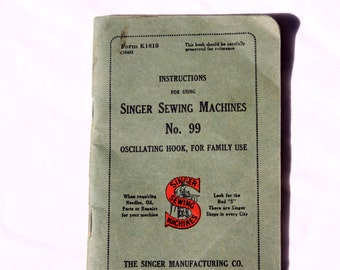 Form K1810
This book should be carefully
preserved for reference
INSTRUCTIONS
FOR USING
SINGER SEWING MACHINES
No. 99
OSCILLATING HOOK, FOR FAMILY USE
When requiring
Needles, Oil,
Parts or Repairs
for your machine
SINGER
SEWING
MACHINES
Look for the
Red "S"
There are Singer
Shops in every City
THE SINGER MANUFACTURING CO.